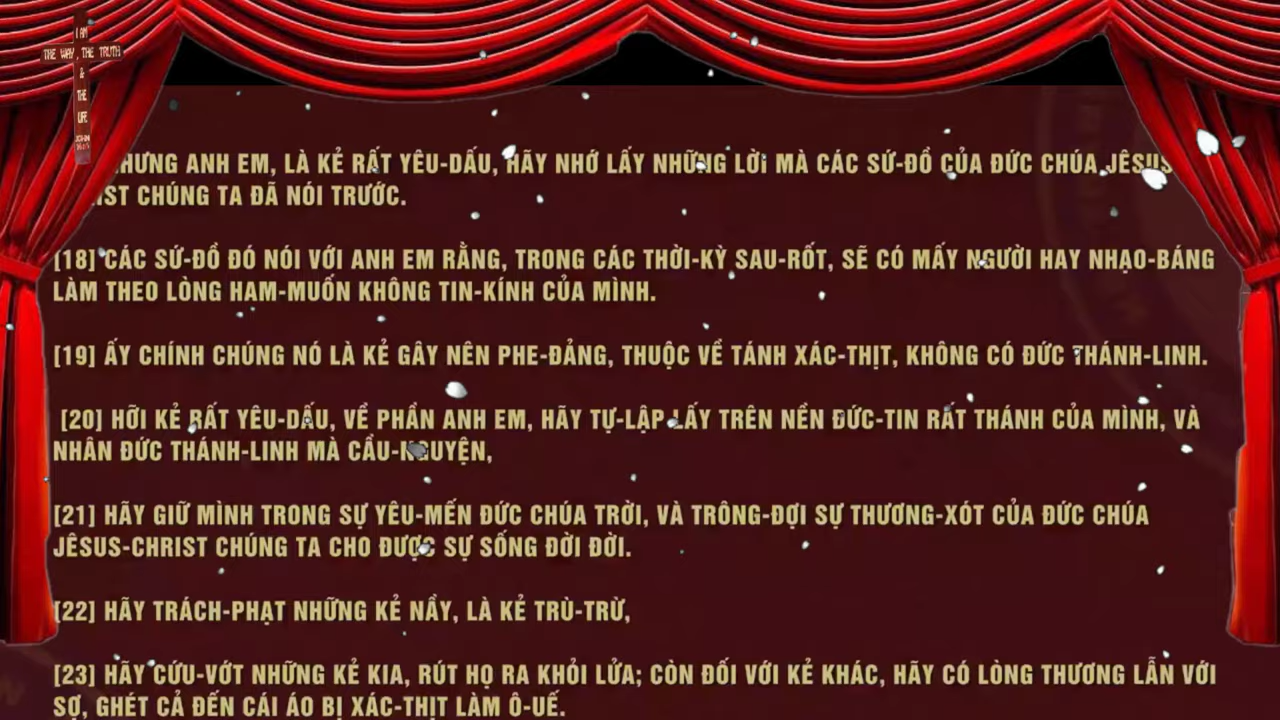 I AM
THE WAY, THE TRUTH
&
THE
LIFE
JOHN
ANH EM, LÀ KẺ RẤT YÊU-DẤU, HÃY NHỚ LẤY NHỮNG LỜI MÀ CÁC SỨ-ĐỒ CỦA ĐỨC CHÚA JÊSUS
CHÚNG TA ĐÃ NÓI TRƯỚC.
[18] CÁC SỨ-ĐỒ ĐÓ NÓI VỚI ANH EM RẰNG, TRONG CÁC THỜI-KỲ SAU-RỐT, SẼ CÓ MẤY NGƯỜI HAY NHẠO-BÁNG
LÀM THEO LÒNG HAM-MUỐN KHÔNG TIN-KÍNH CỦA MÌNH.
[19] ẤY CHÍNH CHÚNG NÓ LÀ KẺ GÂY NÊN PHE-ĐẢNG, THUỘC VỀ TÁNH XÁC-THỊT, KHÔNG CÓ ĐỨC THÁNH-LINH.
[20] HỠI KẺ RẤT YÊU-DẤU, VỀ PHẦN ANH EM, HÃY TỰ-LẬP LẤY TRÊN NỀN ĐỨC-TIN RẤT THÁNH CỦA MÌNH, VÀ
NHÂN ĐỨC THÁNH-LINH MÀ CẦU-NGUYỆN,
[21] HÃY GIỮ MÌNH TRONG SỰ YÊU-MẾN ĐỨC CHÚA TRỜI, VÀ TRÔNG-ĐỢI SỰ THƯƠNG-XÓT CỦA ĐỨC CHÚA
JÊSUS-CHRIST CHÚNG TA CHO ĐƯỢC SỰ SỐNG ĐỜI ĐỜI.
[22] HÃY TRÁCH-PHẠT NHỮNG KẺ NẦY, LÀ KẺ TRÙ-TRỪ,
[23] HÃY CỨU-VỚT NHỮNG KẺ KIA, RÚT HỌ RA KHỎI LỬA; CÒN ĐỐI VỚI KẺ KHÁC, HÃY CÓ LÒNG THƯƠNG LẪN VỚI
SỢ, GHÉT CẢ ĐẾN CÁI ÁO BỊ XÁC-THỊT LÀM Ô-UẾ.